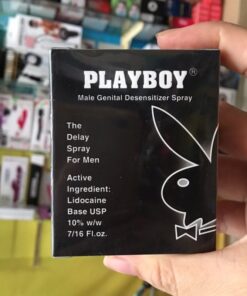 PLAYBOY®
Male Genital Desensitizer Spray
The
Delay
Spray
For Men
Active
Ingredient:
Lidocaine
Base USP
10% w/w
7/16 Fl.oz.